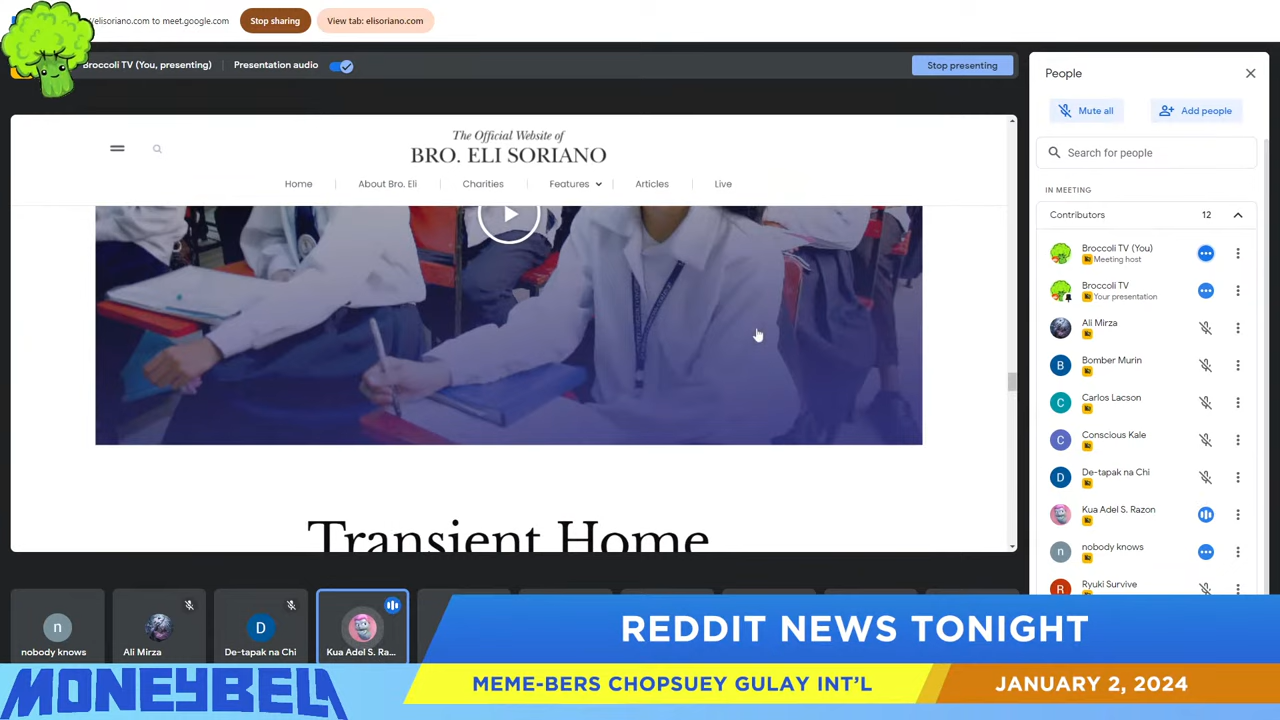 //elisoriano.com to meet.google.com
Stop sharing
View tab: elisoriano.com
Broccoli TV (You, presenting)
Presentation audio
Stop presenting
The Official Website of
BRO. ELI SORIANO
Home
About Bro. Eli
Charities
Features
Articles
Live
Transient Home
People
Mute all
Add people
Search for people
IN MEETING
Contributors
12
Broccoli TV (You)
Meeting host
Broccoli TV
Your presentation
Ali Mirza
B
Bomber Murin
C
Carlos Lacson
C
Conscious Kale
D
De-tapak na Chi
Kua Adel S. Razon
n
nobody knows
R
Ryuki Survive
n
nobody knows
Ali Mirza
D
De-tapak na Chi
Kua Adel S. Ra...
REDDIT NEWS TONIGHT
MONEYBELA
MEME-BERS CHOPSUEY GULAY INT'L
JANUARY 2, 2024